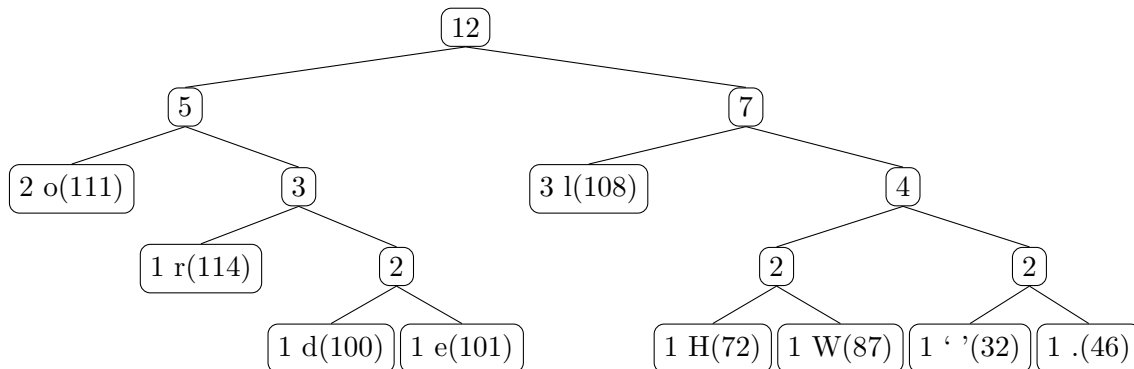 12
5 7
2 o(111) 3 3 l(108) 4
1 r(114) 2 2 2
1 d(100) 1 e(101) 1 H(72) 1 W(87) 1 ‘ ’(32) 1 .(46)